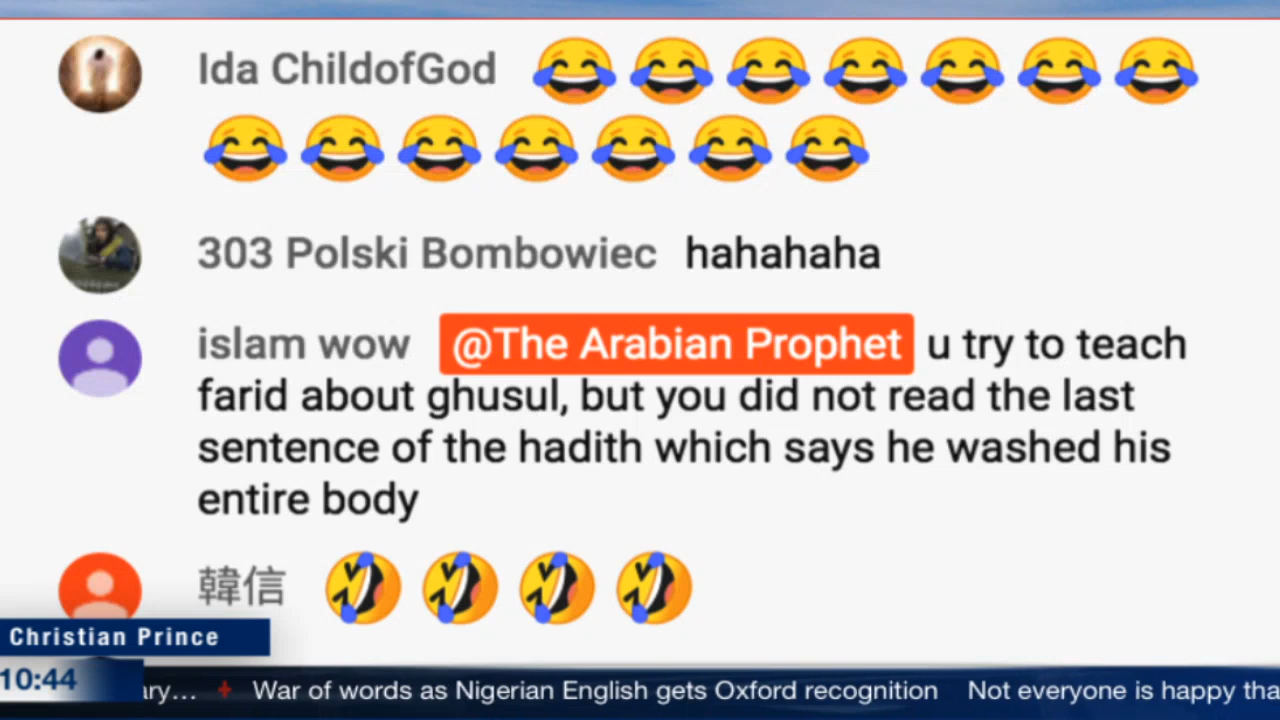 Ida ChildofGod 😂😂😂😂😂😂😂
😂😂😂😂😂😂😂
303 Polski Bombowiec hahahaha
islam wow @The Arabian Prophet u try to teach
farid about ghusul, but you did not read the last
sentence of the hadith which says he washed his
entire body
韓信 🤣🤣🤣🤣
Christian Prince
10:44
ary... + War of words as Nigerian English gets Oxford recognition Not everyone is happy tha